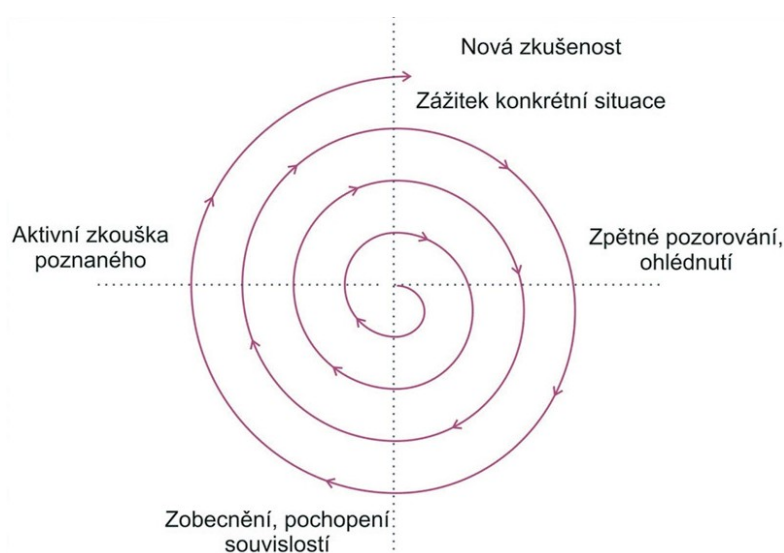 Nová zkušenost
Zážitek konkrétní situace
Aktivní zkouška
poznaného
Zpětné pozorování,
ohlédnutí
Zobecnění, pochopení
souvislostí